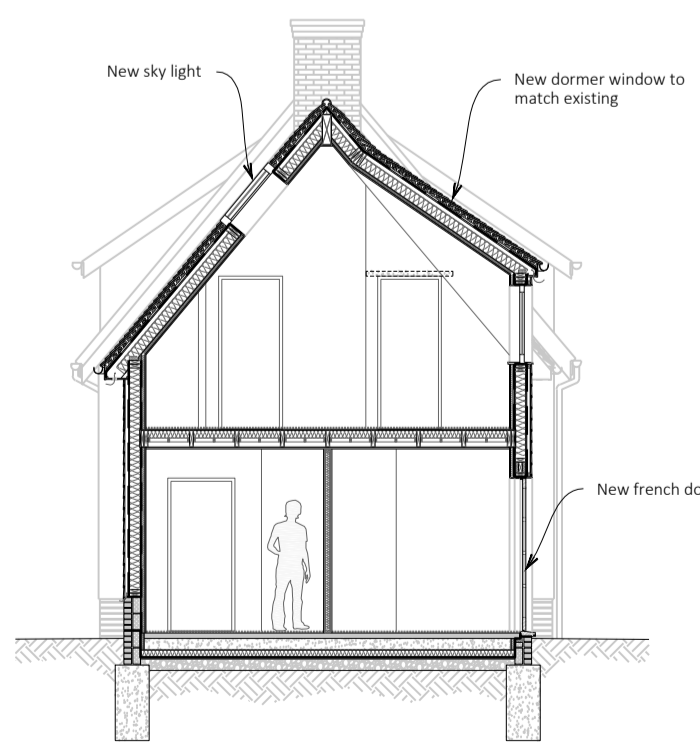 New sky light
New dormer window to
match existing
New french do